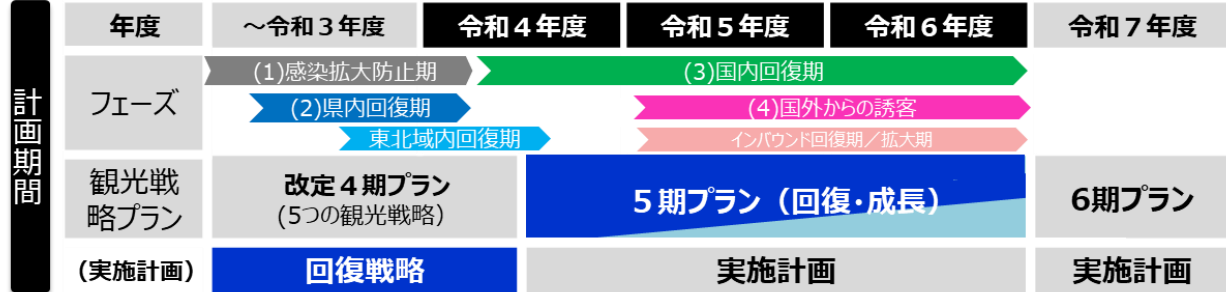 計画期間
年度
～令和３年度
令和４年度
令和５年度
令和６年度
令和７年度
フェーズ
(1)感染拡大防止期
(3)国内回復期
(2)県内回復期
(4)国外からの誘客
東北域内回復期
インバウンド回復期／拡大期
観光戦
略プラン
改定４期プラン
(5つの観光戦略)
５期プラン（回復･成長）
6期プラン
(実施計画)
回復戦略
実施計画
実施計画